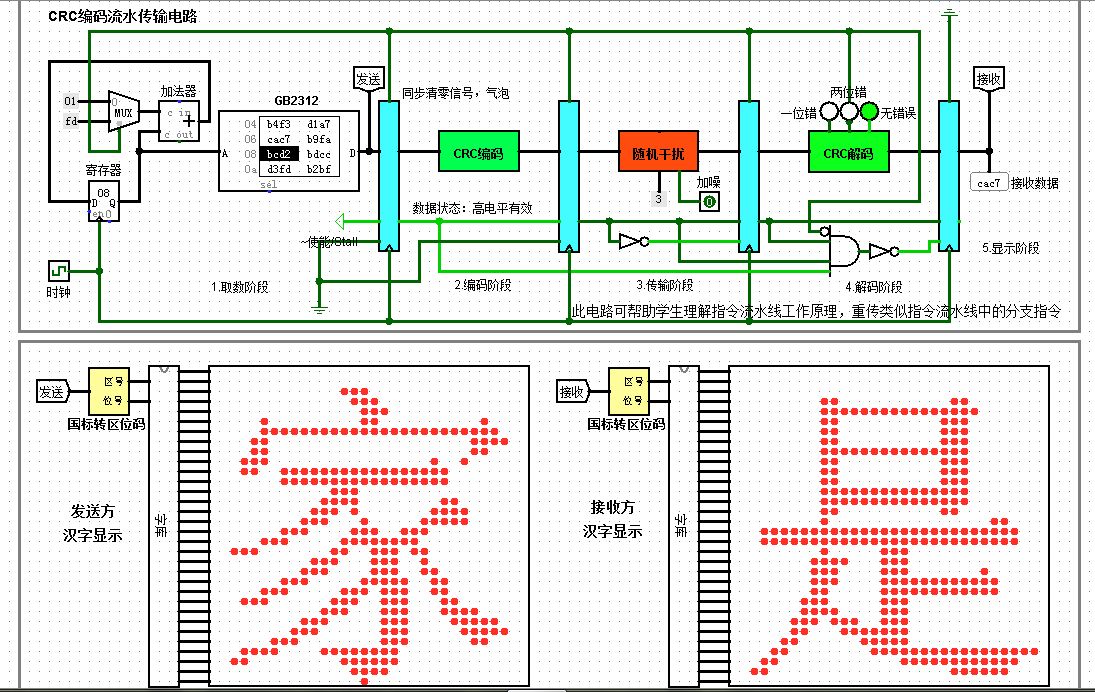 CRC编码流水传输电路
01
fd
0
MUX
加法器
c in
+
c out
寄存器
08
D Q
en0
时钟
GB2312
04 b4f3 d1a7
06 cac7 b9fa
08 bcd2 bdcc
0a d3fd b2bf
A
D
sel
发送
同步清零信号，气泡
CRC编码
随机干扰
3
加噪
0
两位错
一位错
无错误
CRC解码
接收
cac7
接收数据
数据状态：高电平有效
~使能/Stall
1.取数阶段
2.编码阶段
3.传输阶段
4.解码阶段
5.显示阶段
此电路可帮助学生理解指令流水线工作原理，重传类似指令流水线中的分支指令
发送
区号
位号
国标转区位码
发送方
汉字显示
字库
家
接收
区号
位号
国标转区位码
接收方
汉字显示
字库
是